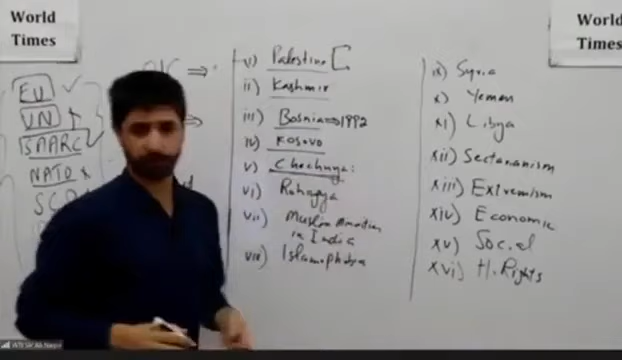 World
Times
World
Times
EU
UN
SAARC
NATO
SCO
i) Palestine
ii) Kashmir
iii) Bosnia => 1992
iv) Kosovo
v) Chechnya:
vi) Rohingya
vii) Muslim
in India
viii) Islamophobia
ix) Syria
x) Yemen
xi) Libya
xii) Sectarianism
xiii) Extremism
xiv) Economic
xv) Social
xvi) H. Rights